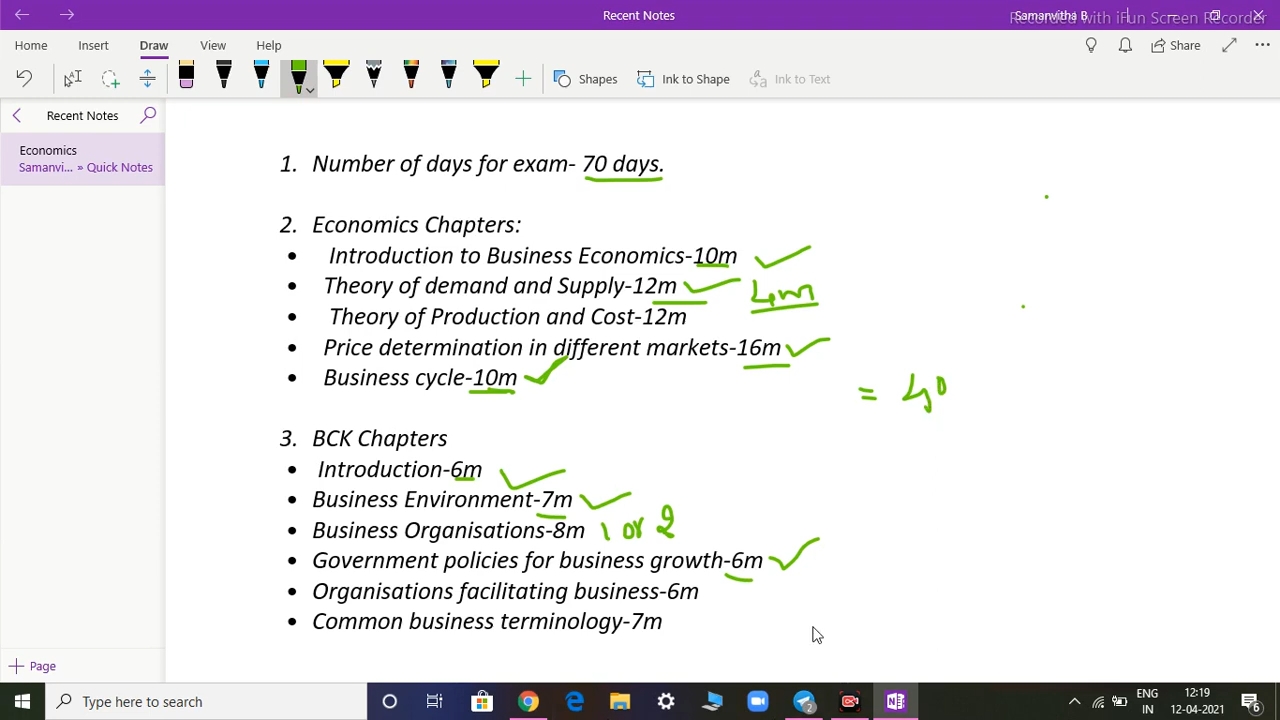 Recent Notes
Samanvitha B
Recorded with iFun Screen Recorder
Home Insert Draw View Help
Share
Shapes
Ink to Shape
Ink to Text
Recent Notes
Economics
Samanvi... » Quick Notes
1. Number of days for exam- 70 days.
2. Economics Chapters:
• Introduction to Business Economics-10m
• Theory of demand and Supply-12m
4m
• Theory of Production and Cost-12m
• Price determination in different markets-16m
• Business cycle-10m
= 40
3. BCK Chapters
• Introduction-6m
• Business Environment-7m
• Business Organisations-8m 1 or 2
• Government policies for business growth-6m
• Organisations facilitating business-6m
• Common business terminology-7m
+ Page
Type here to search
2
ENG
IN
12:19
12-04-2021
6